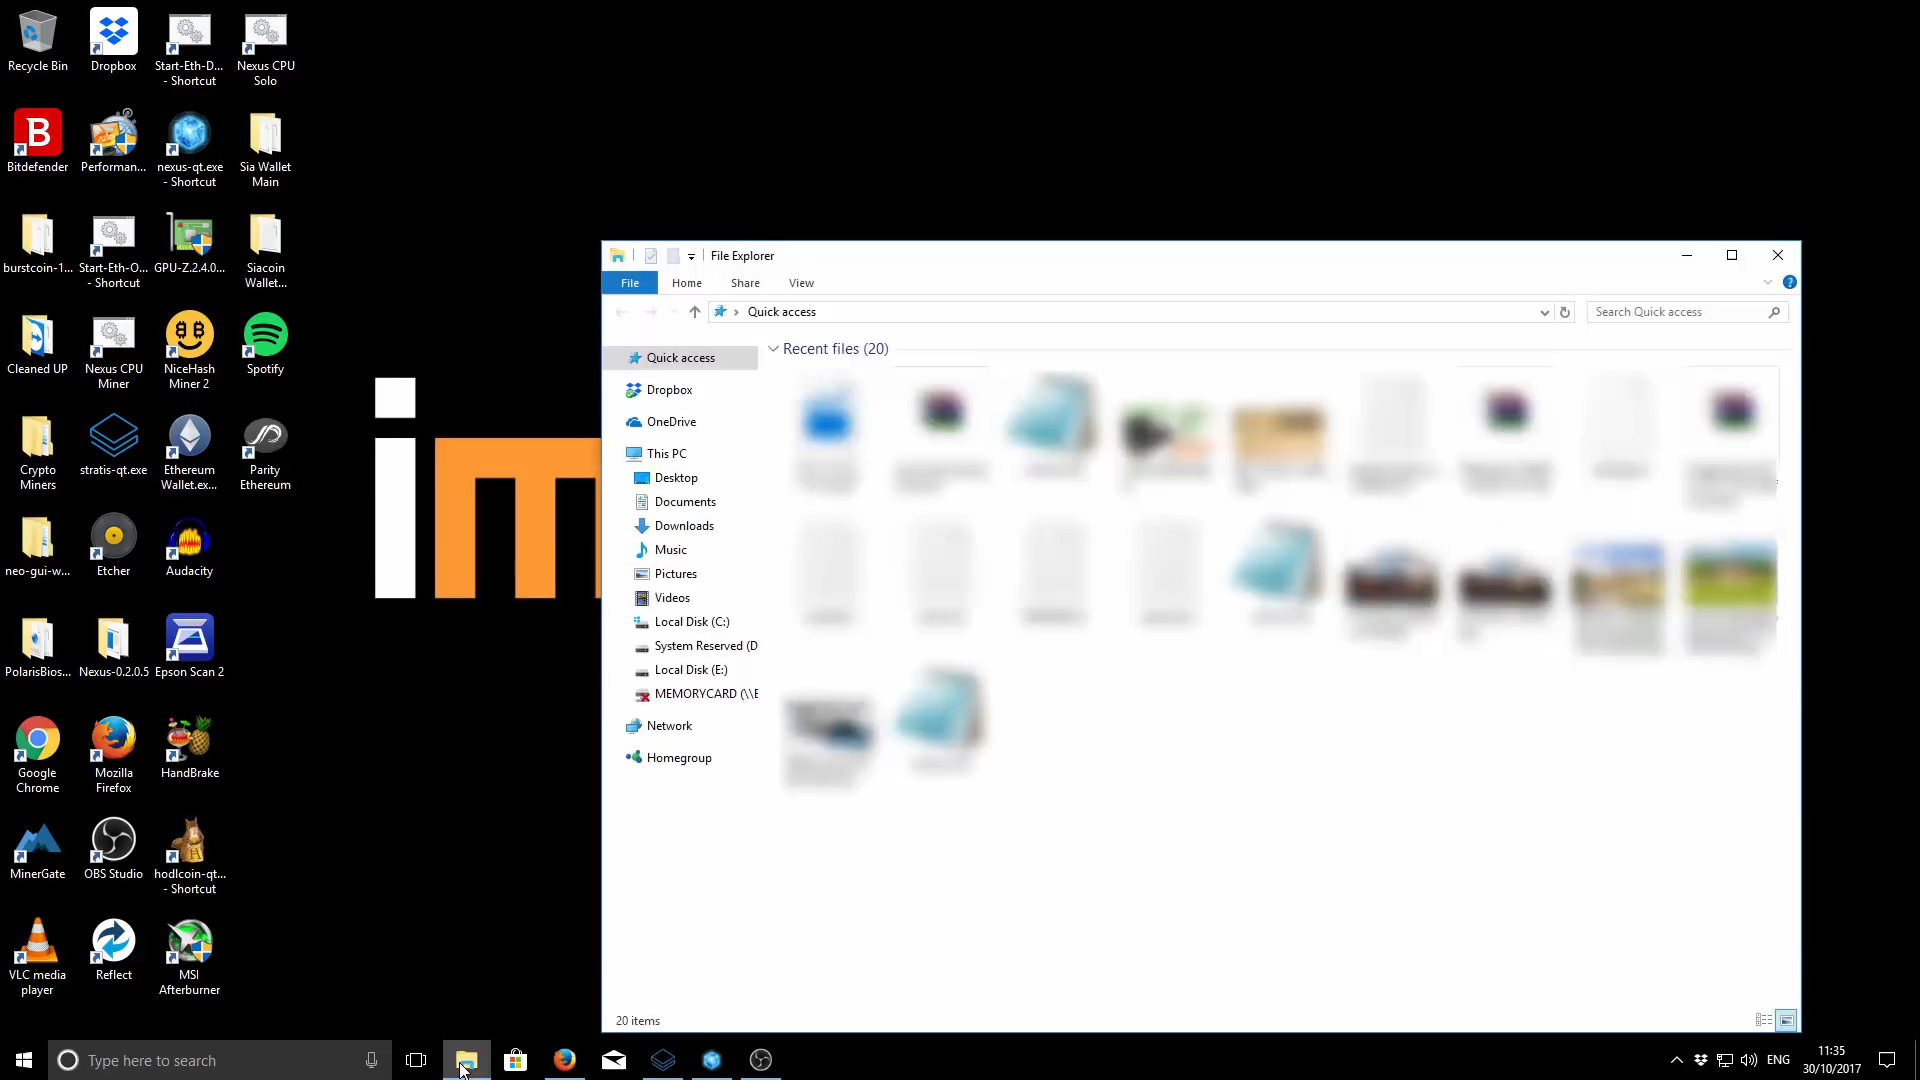 Recycle Bin
Dropbox
Start-Eth-D...
- Shortcut
Nexus CPU
Solo
Bitdefender
Performan...
nexus-qt.exe
- Shortcut
Sia Wallet
Main
burstcoin-1...
Start-Eth-O...
- Shortcut
GPU-Z.2.4.0...
Siacoin
Wallet...
Cleaned UP
Nexus CPU
Miner
NiceHash
Miner 2
Spotify
Crypto
Miners
stratis-qt.exe
Ethereum
Wallet.ex...
Parity
Ethereum
neo-gui-w...
Etcher
Audacity
PolarisBios...
Nexus-0.2.0.5
Epson Scan 2
Google
Chrome
Mozilla
Firefox
HandBrake
MinerGate
OBS Studio
hodlcoin-qt...
- Shortcut
VLC media
player
Reflect
MSI
Afterburner
im
File Explorer
File Home Share View
Quick access
Search Quick access
Quick access
Dropbox
OneDrive
This PC
Desktop
Documents
Downloads
Music
Pictures
Videos
Local Disk (C:)
System Reserved (D
Local Disk (E:)
MEMORYCARD (\\E
Network
Homegroup
Recent files (20)
20 items
Type here to search
ENG
11:35
30/10/2017